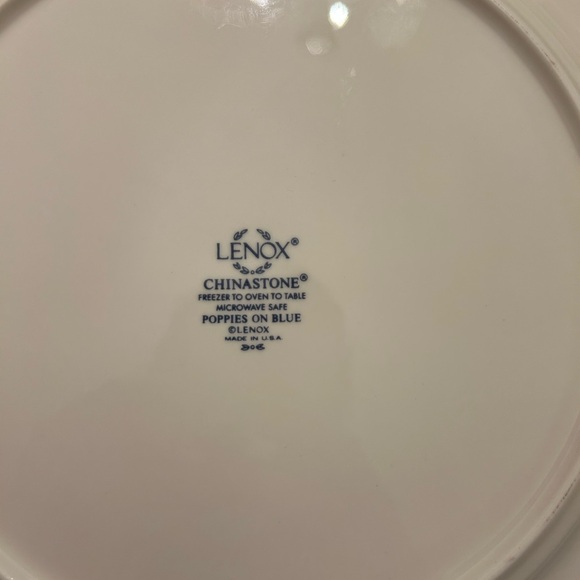 LENOX®
CHINASTONE®
FREEZER TO OVEN TO TABLE
MICROWAVE SAFE
POPPIES ON BLUE
©LENOX
MADE IN U.S.A.